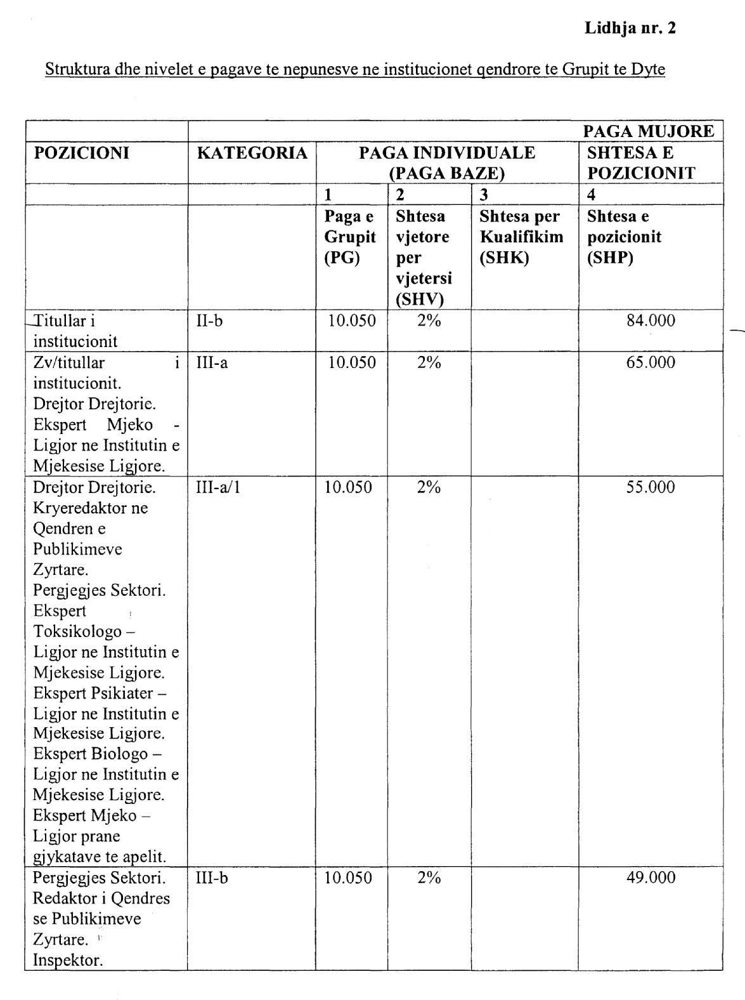 Lidhja nr. 2
Struktura dhe nivelet e pagave te nepunesve ne institucionet qendrore te Grupit te Dyte
PAGA MUJORE
POZICIONI KATEGORIA PAGA INDIVIDUALE SHTESA E
(PAGA BAZE) POZICIONIT
1 2 3 4
Paga e Shtesa Shtesa per Shtesa e
Grupit vjetore Kualifikim pozicionit
(PG) per (SHK) (SHP)
vjetersi
(SHV)
Titullar i II-b 10.050 2% 84.000
institucionit
Zv/titullar i III-a 10.050 2% 65.000
institucionit.
Drejtor Drejtorie.
Ekspert Mjeko -
Ligjor ne Institutin e
Mjekesise Ligjore.
Drejtor Drejtorie. III-a/1 10.050 2% 55.000
Kryeredaktor ne
Qendren e
Publikimeve
Zyrtare.
Pergjegjes Sektori.
Ekspert
Toksikologo –
Ligjor ne Institutin e
Mjekesise Ligjore.
Ekspert Psikiater –
Ligjor ne Institutin e
Mjekesise Ligjore.
Ekspert Biologo –
Ligjor ne Institutin e
Mjekesise Ligjore.
Ekspert Mjeko –
Ligjor prane
gjykatave te apelit.
Pergjegjes Sektori. III-b 10.050 2% 49.000
Redaktor i Qendres
se Publikimeve
Zyrtare.
Inspektor.